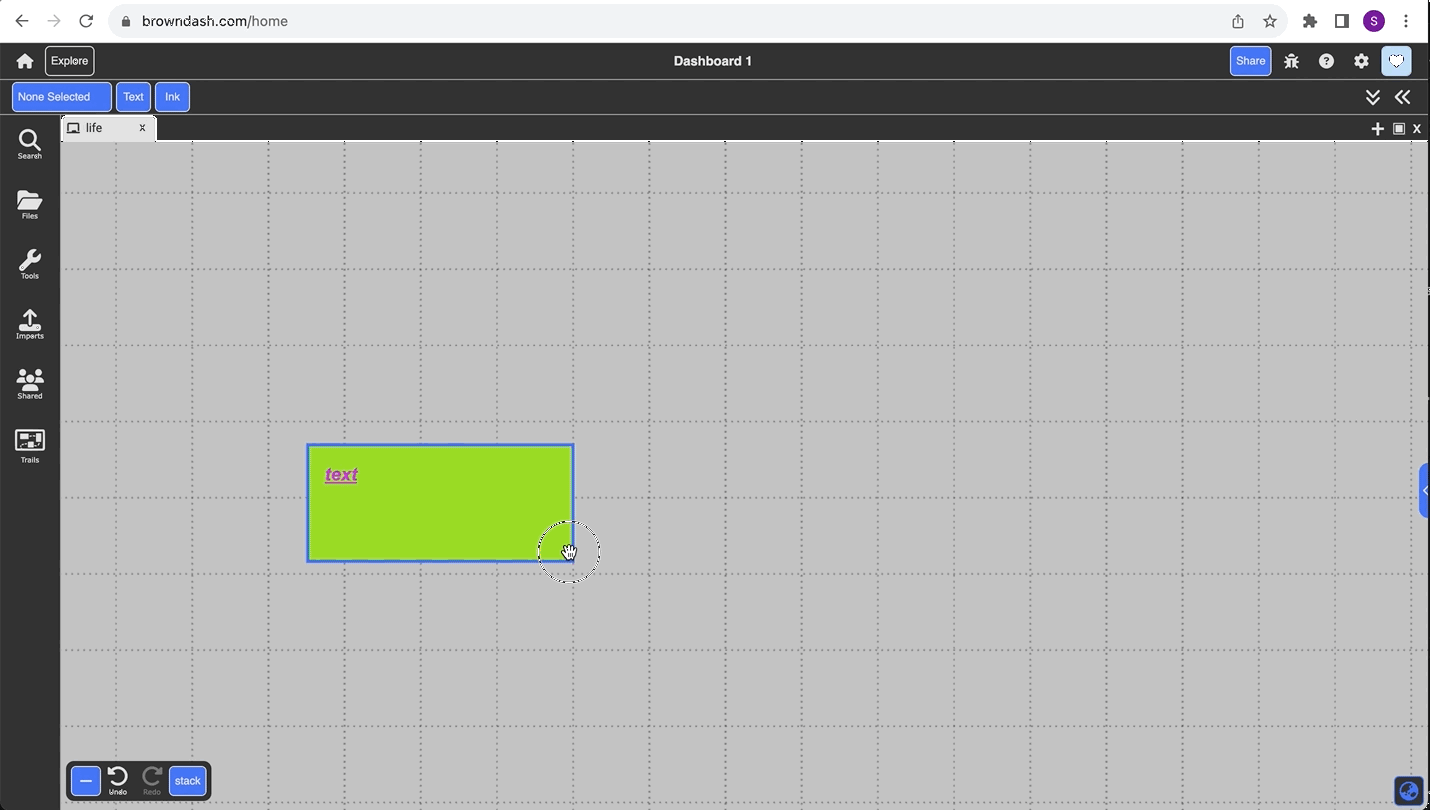 browndash.com/home
S
Explore
Dashboard 1
Share
None Selected
Text
Ink
life
x
x
Search
Files
Tools
Imports
Shared
Trails
text
Undo
Redo
stack